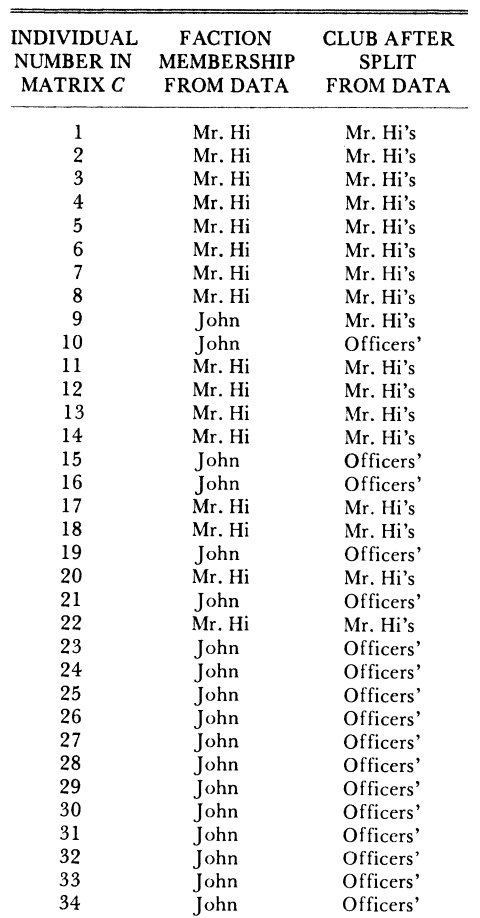 INDIVIDUAL FACTION CLUB AFTER
NUMBER IN MEMBERSHIP SPLIT
MATRIX C FROM DATA FROM DATA
1 Mr. Hi Mr. Hi's
2 Mr. Hi Mr. Hi's
3 Mr. Hi Mr. Hi's
4 Mr. Hi Mr. Hi's
5 Mr. Hi Mr. Hi's
6 Mr. Hi Mr. Hi's
7 Mr. Hi Mr. Hi's
8 Mr. Hi Mr. Hi's
9 John Mr. Hi's
10 John Officers'
11 Mr. Hi Mr. Hi's
12 Mr. Hi Mr. Hi's
13 Mr. Hi Mr. Hi's
14 Mr. Hi Mr. Hi's
15 John Officers'
16 John Officers'
17 Mr. Hi Mr. Hi's
18 Mr. Hi Mr. Hi's
19 John Officers'
20 Mr. Hi Mr. Hi's
21 John Officers'
22 Mr. Hi Mr. Hi's
23 John Officers'
24 John Officers'
25 John Officers'
26 John Officers'
27 John Officers'
28 John Officers'
29 John Officers'
30 John Officers'
31 John Officers'
32 John Officers'
33 John Officers'
34 John Officers'